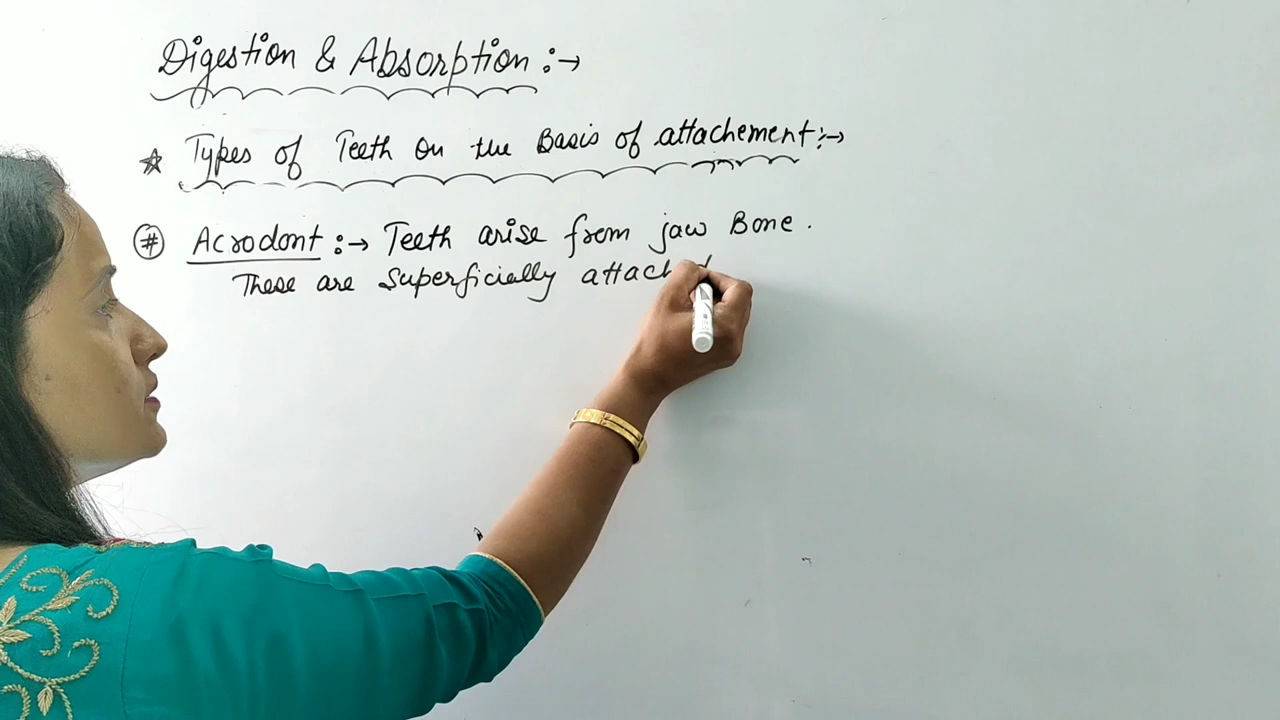 Digestion & Absorption :→
☆ Types of Teeth on the Basis of attachement :→
# Acrodont :→ Teeth arise from jaw Bone .
These are Superficially attach